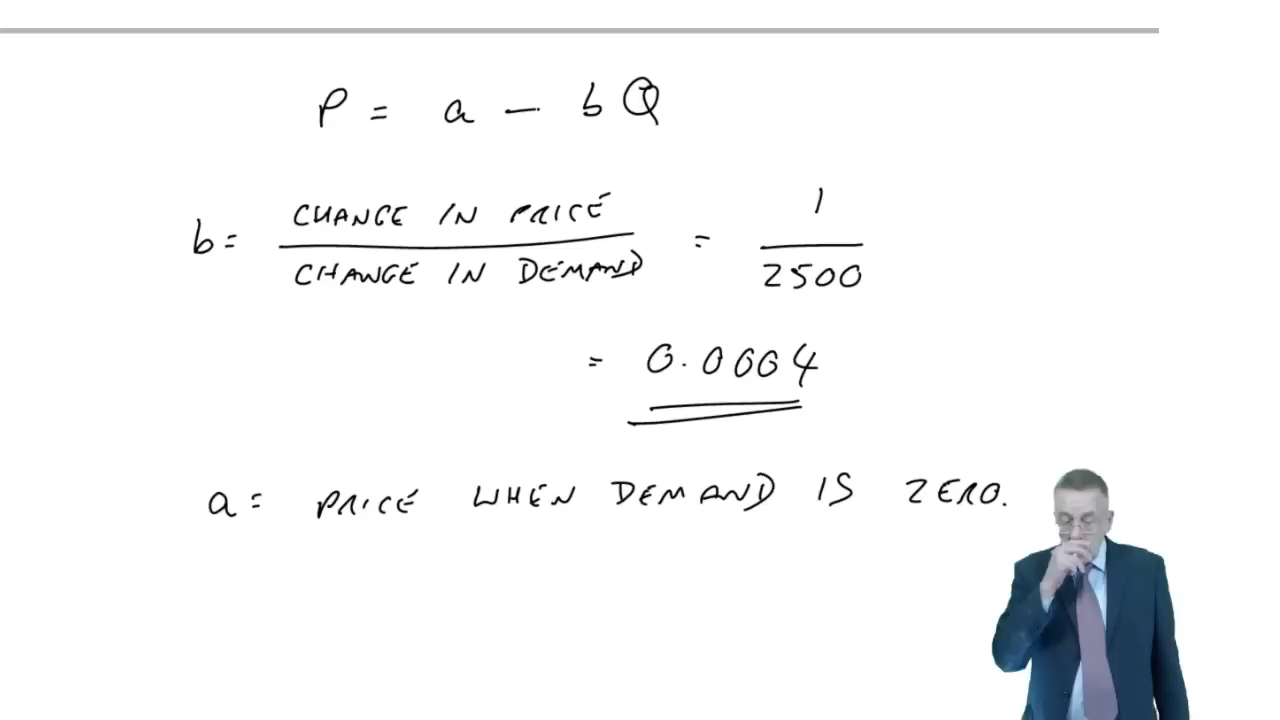 P = a - bQ
b = CHANGE IN PRICE / CHANGE IN DEMAND = 1 / 2500
= 0.0004
a = PRICE WHEN DEMAND IS ZERO.